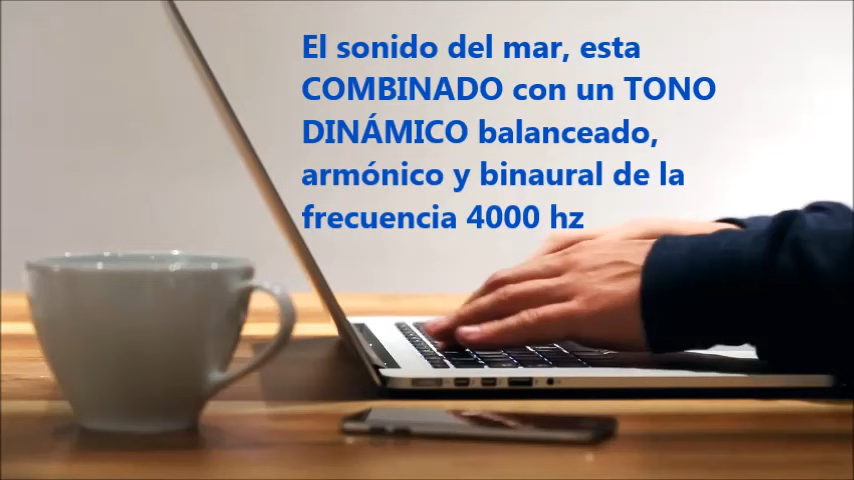 El sonido del mar, esta
COMBINADO con un TONO
DINÁMICO balanceado,
armónico y binaural de la
frecuencia 4000 hz